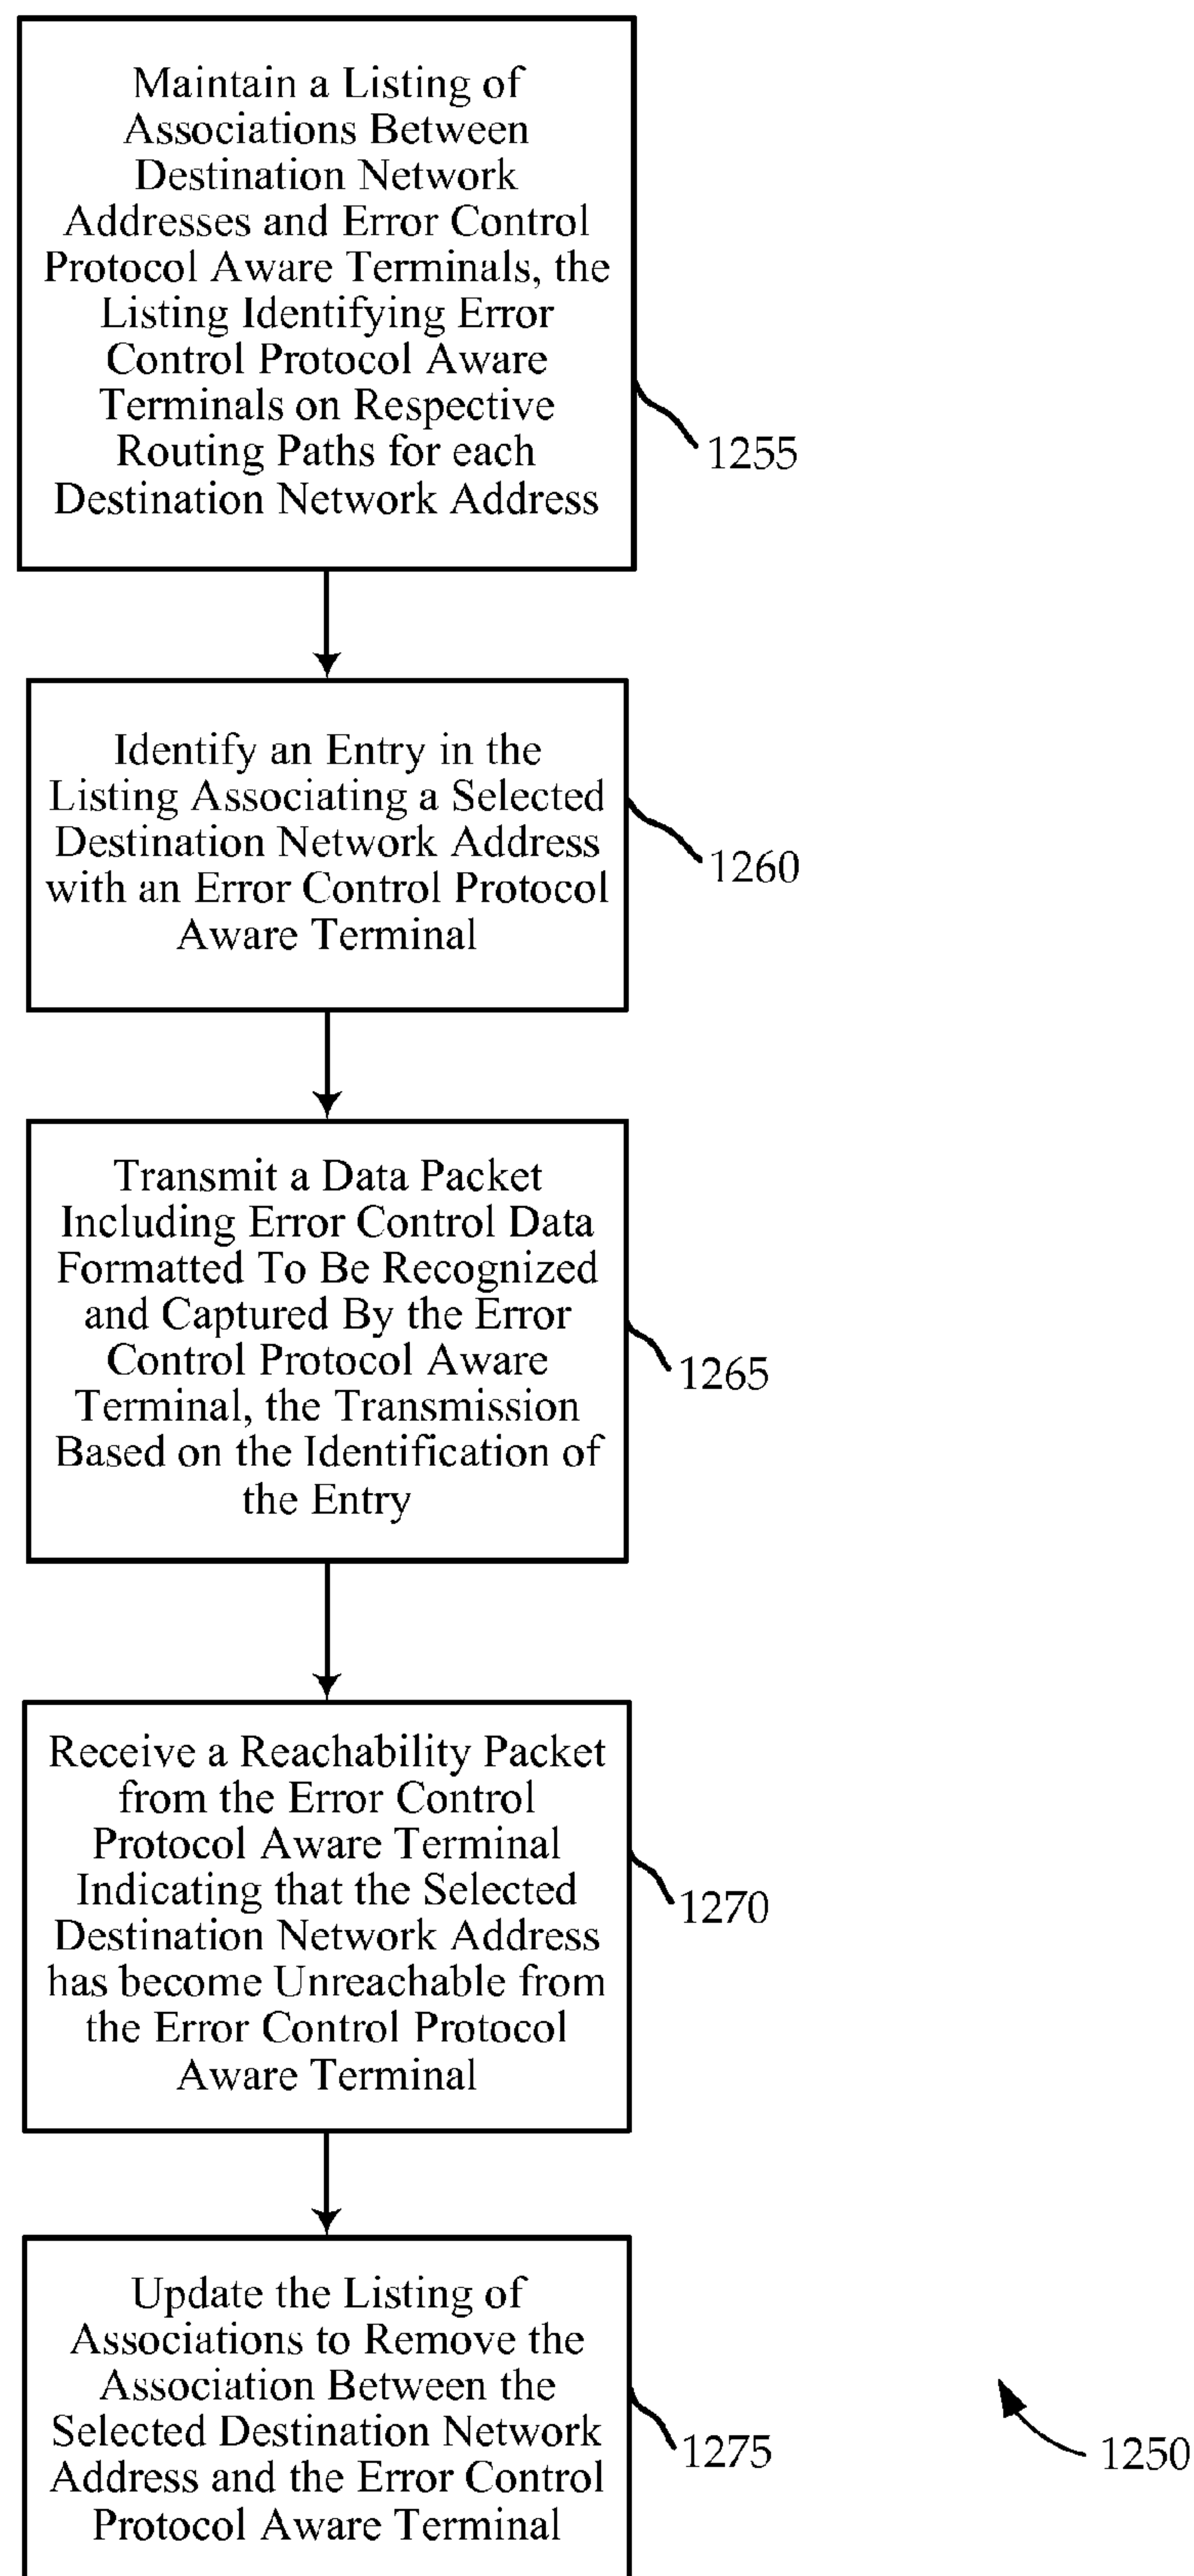 Maintain a Listing of
Associations Between
Destination Network
Addresses and Error Control
Protocol Aware Terminals, the
Listing Identifying Error
Control Protocol Aware
Terminals on Respective
Routing Paths for each
Destination Network Address
1255
Identify an Entry in the
Listing Associating a Selected
Destination Network Address
with an Error Control Protocol
Aware Terminal
1260
Transmit a Data Packet
Including Error Control Data
Formatted To Be Recognized
and Captured By the Error
Control Protocol Aware
Terminal, the Transmission
Based on the Identification of
the Entry
1265
Receive a Reachability Packet
from the Error Control
Protocol Aware Terminal
Indicating that the Selected
Destination Network Address
has become Unreachable from
the Error Control Protocol
Aware Terminal
1270
Update the Listing of
Associations to Remove the
Association Between the
Selected Destination Network
Address and the Error Control
Protocol Aware Terminal
1275
1250